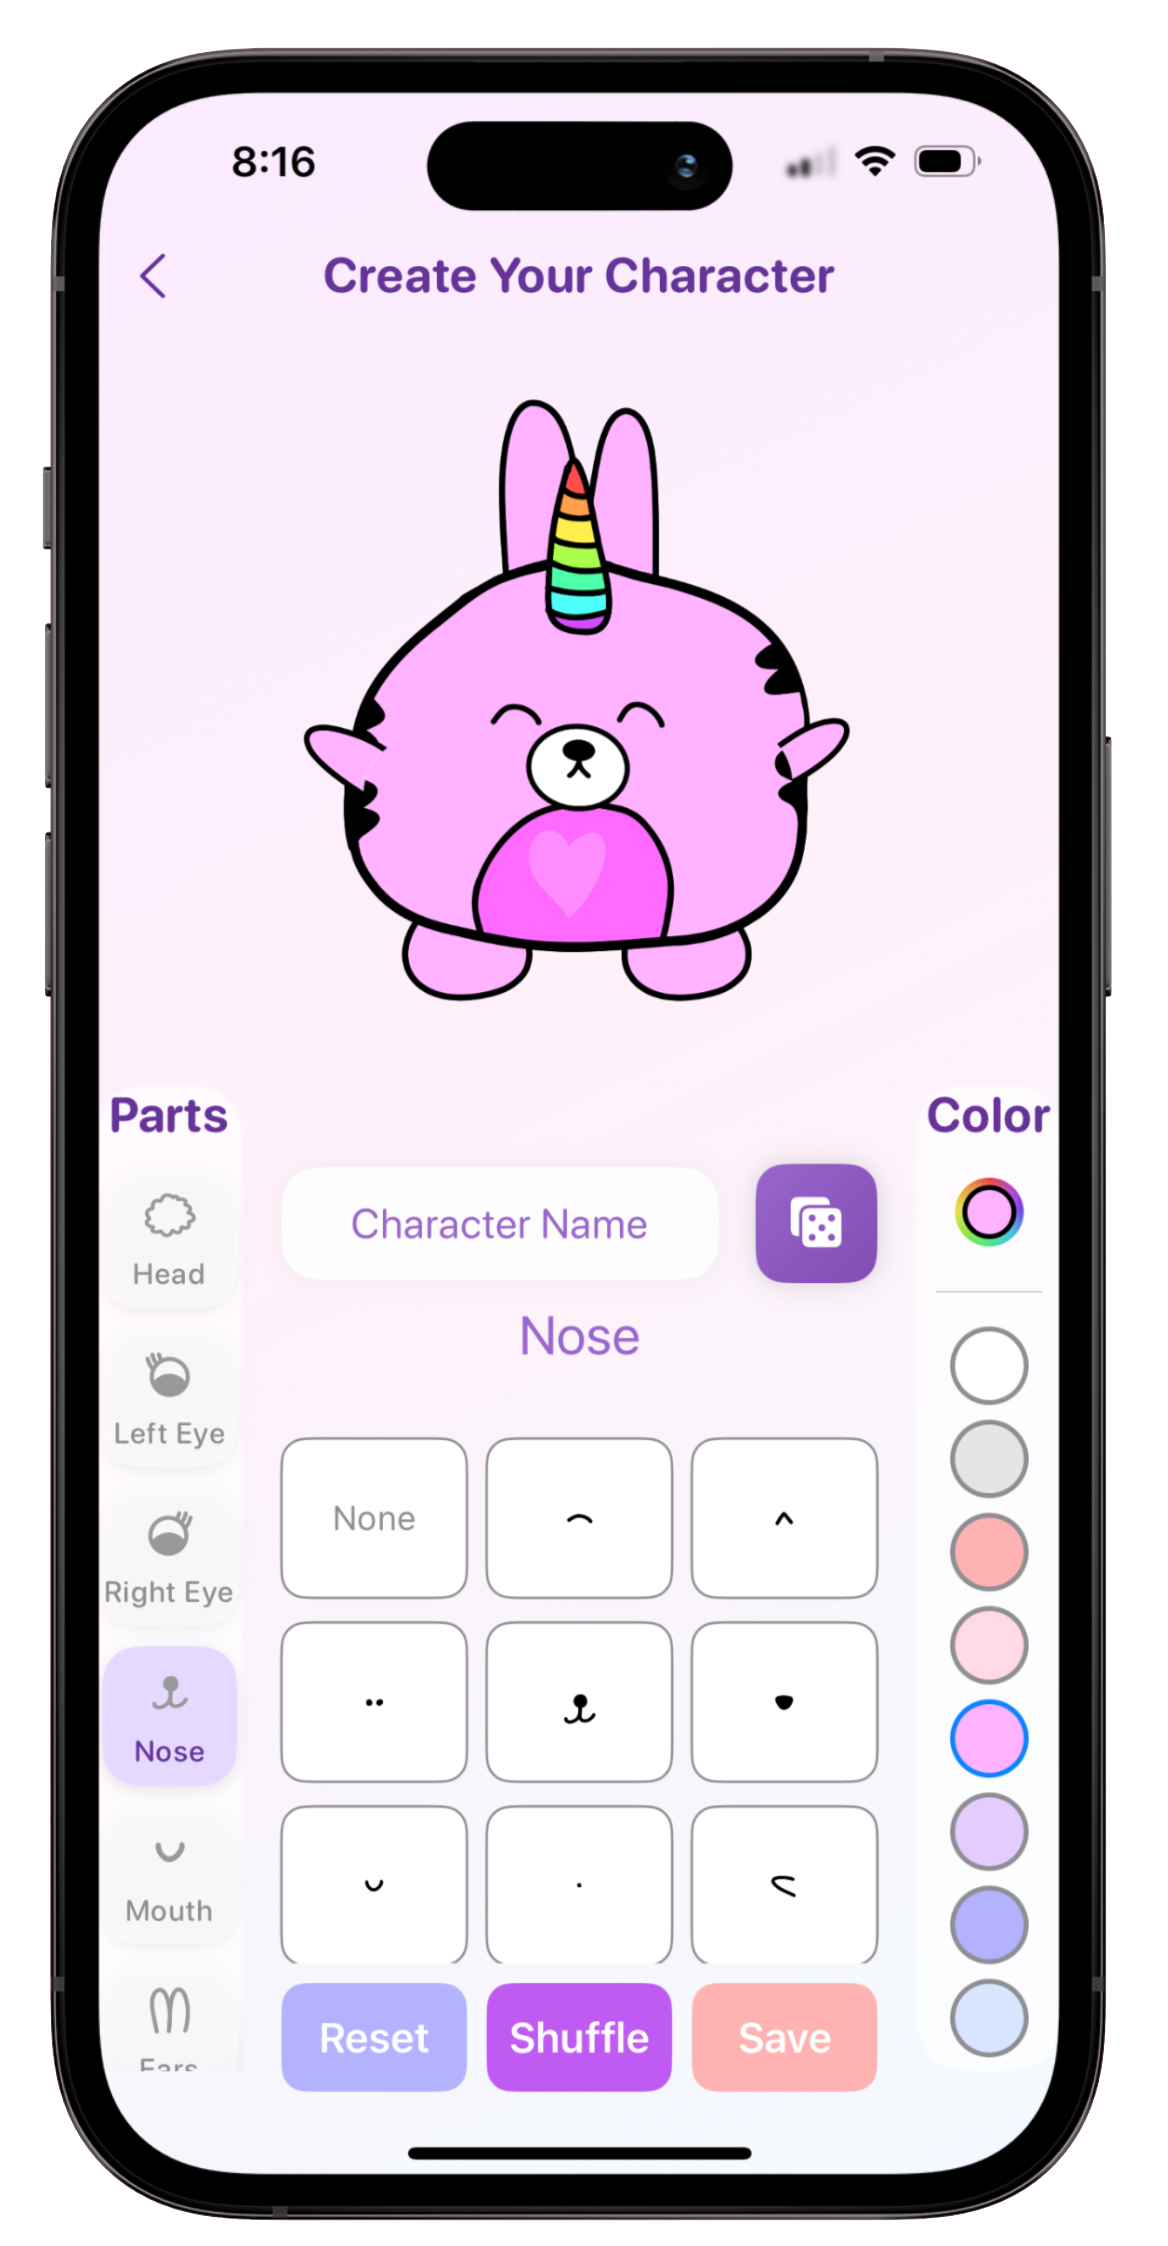 8:16
Create Your Character
Parts
Color
Head
Character Name
Nose
Left Eye
None
Right Eye
Nose
Mouth
Ears
Reset
Shuffle
Save